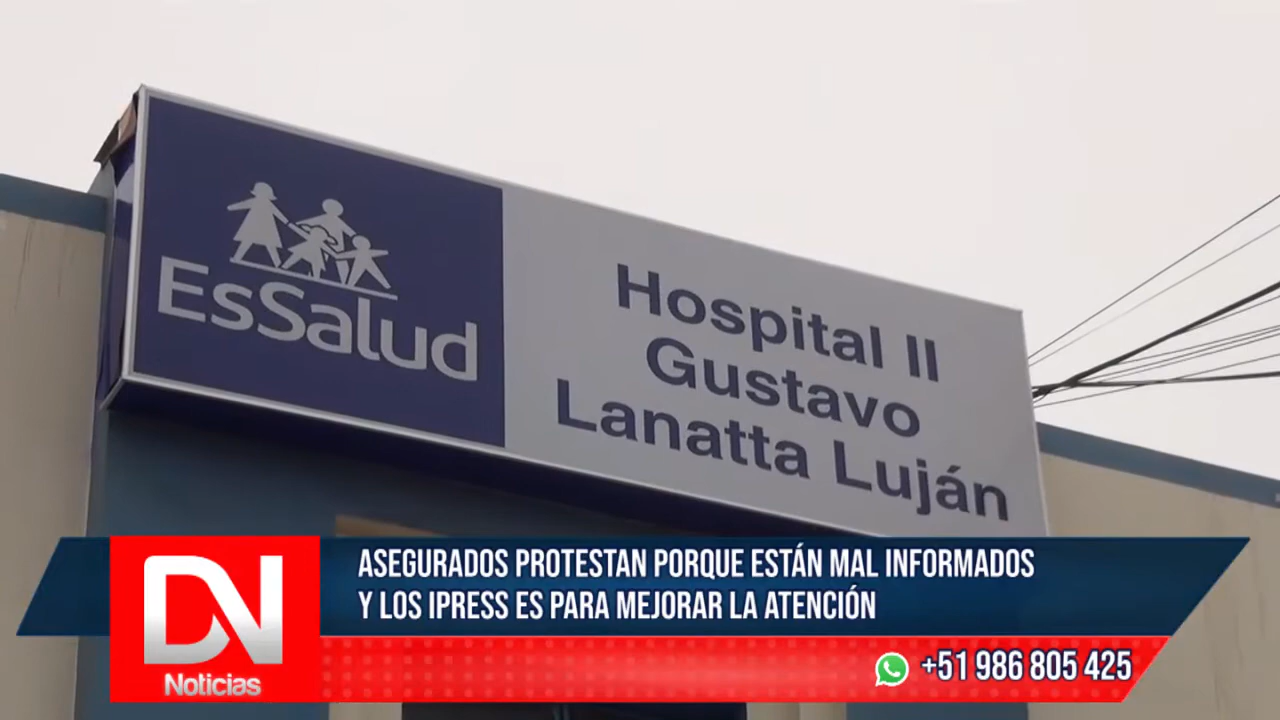 EsSalud
Hospital II
Gustavo
Lanatta Luján
DN
Noticias
ASEGURADOS PROTESTAN PORQUE ESTÁN MAL INFORMADOS
Y LOS IPRESS ES PARA MEJORAR LA ATENCIÓN
+51 986 805 425